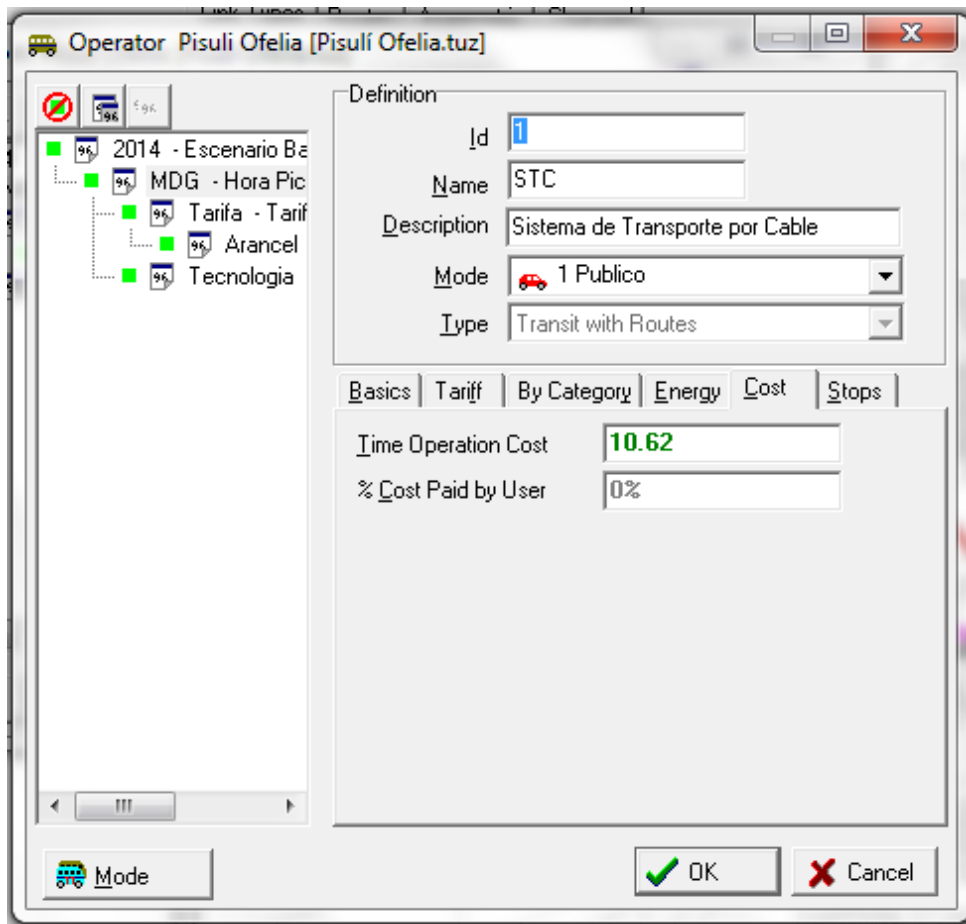 Operator Pisuli Ofelia [Pisulí Ofelia.tuz]
2014 - Escenario Ba
MDG - Hora Pic
Tarifa - Tarif
Arancel
Tecnologia
Definition
Id 1
Name STC
Description Sistema de Transporte por Cable
Mode 1 Publico
Type Transit with Routes
Basics Tariff By Category Energy Cost Stops
Time Operation Cost 10.62
% Cost Paid by User 0%
Mode OK Cancel